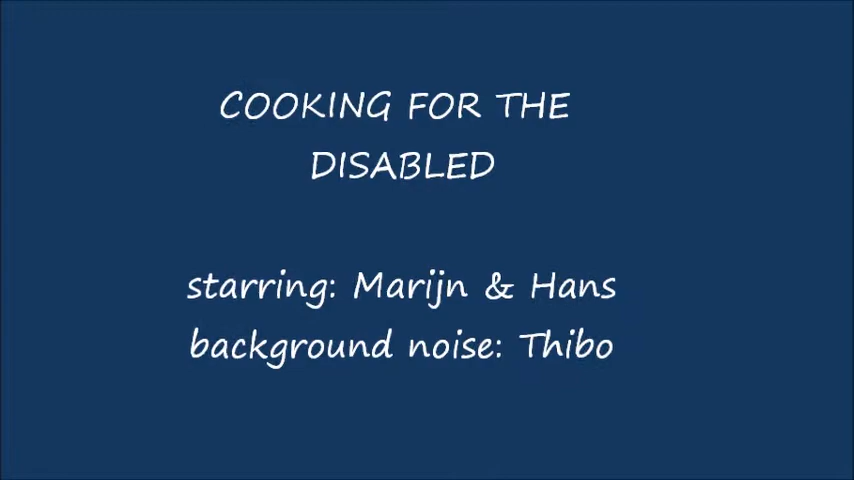 COOKING FOR THE
DISABLED
starring: Marijn & Hans
background noise: Thibo